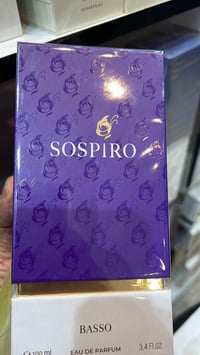 SOSPIRO
BASSO
℮ 100 ml EAU DE PARFUM 3.4 Fl.Oz.